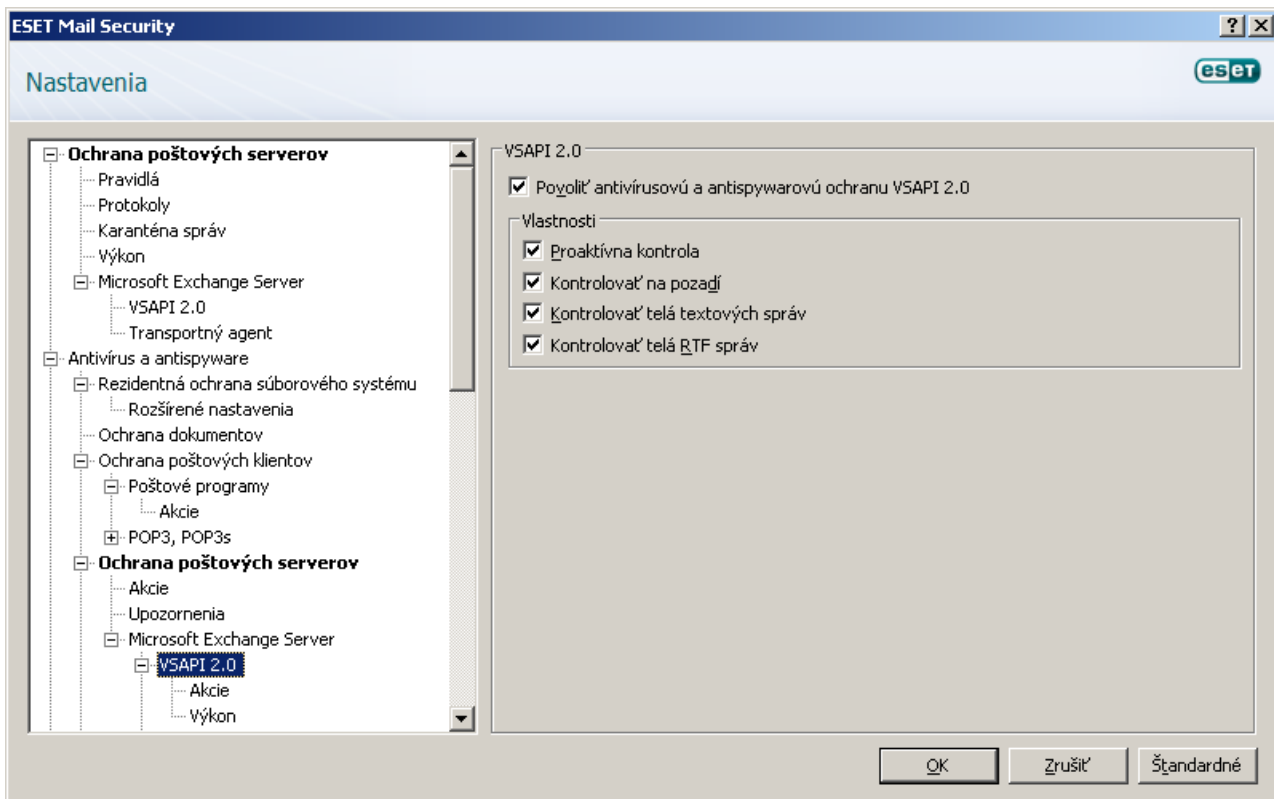 ESET Mail Security
Nastavenia
eset
Ochrana poštových serverov
Pravidlá
Protokoly
Karanténa správ
Výkon
Microsoft Exchange Server
VSAPI 2.0
Transportný agent
Antivírus a antispyware
Rezidentná ochrana súborového systému
Rozšírené nastavenia
Ochrana dokumentov
Ochrana poštových klientov
Poštové programy
Akcie
POP3, POP3s
Ochrana poštových serverov
Akcie
Upozornenia
Microsoft Exchange Server
VSAPI 2.0
Akcie
Výkon
VSAPI 2.0
Povoliť antivírusovú a antispywarovú ochranu VSAPI 2.0
Vlastnosti
Proaktívna kontrola
Kontrolovať na pozadí
Kontrolovať telá textových správ
Kontrolovať telá RTF správ
OK
Zrušiť
Štandardné